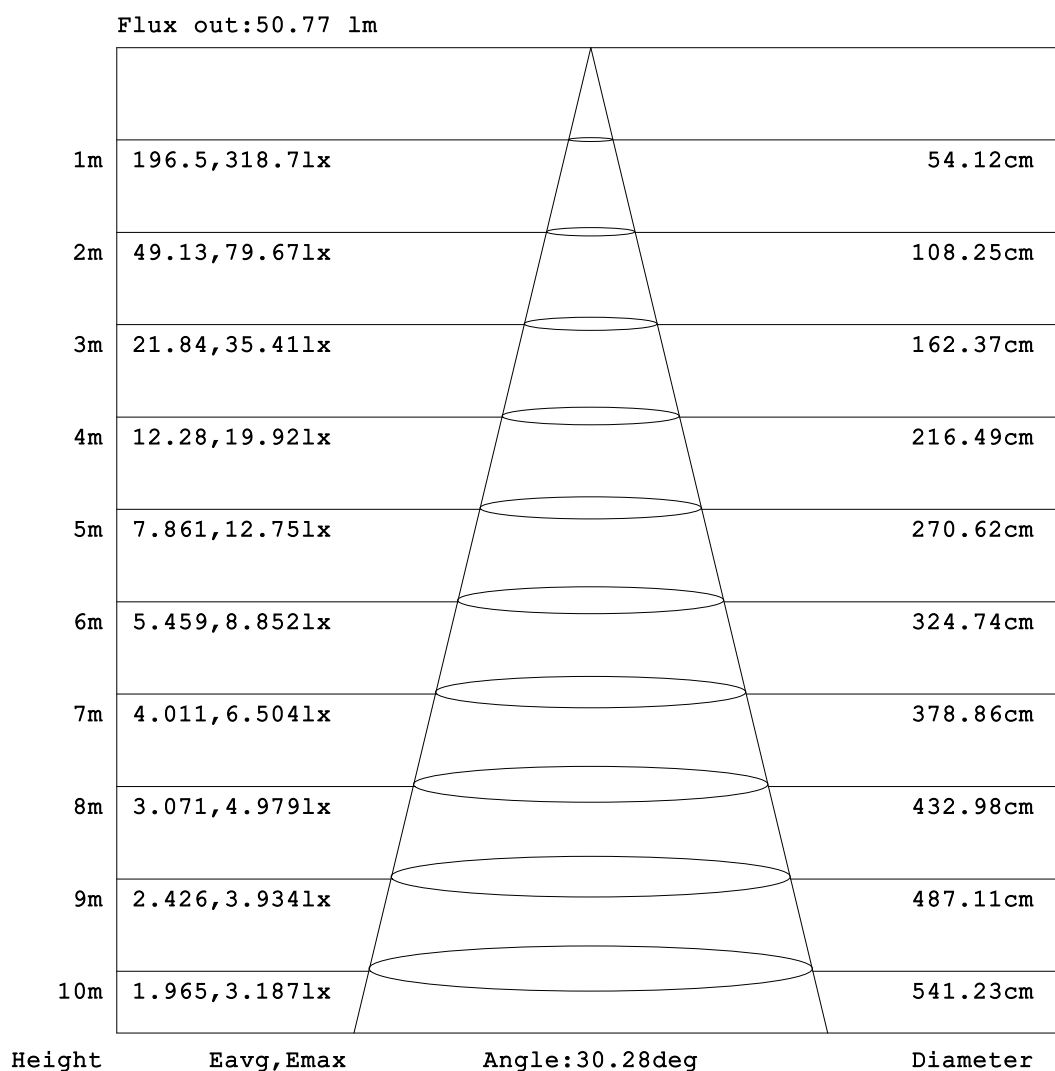 Flux out:50.77 lm
1m 196.5,318.7lx 54.12cm
2m 49.13,79.67lx 108.25cm
3m 21.84,35.41lx 162.37cm
4m 12.28,19.92lx 216.49cm
5m 7.861,12.75lx 270.62cm
6m 5.459,8.852lx 324.74cm
7m 4.011,6.504lx 378.86cm
8m 3.071,4.979lx 432.98cm
9m 2.426,3.934lx 487.11cm
10m 1.965,3.187lx 541.23cm
Height Eavg,Emax Angle:30.28deg Diameter